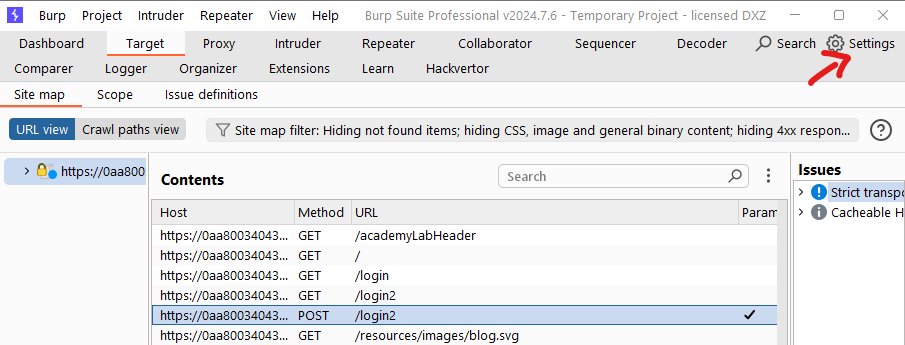 Burp Project Intruder Repeater View Help Burp Suite Professional v2024.7.6 - Temporary Project - licensed DXZ
Dashboard Target Proxy Intruder Repeater Collaborator Sequencer Decoder Search Settings
Comparer Logger Organizer Extensions Learn Hackvertor
Site map Scope Issue definitions
URL view Crawl paths view Site map filter: Hiding not found items; hiding CSS, image and general binary content; hiding 4xx respon... ?
https://0aa800
Contents Search Issues
Host Method URL Param
Strict transpo
Cacheable H
https://0aa80034043... GET /academyLabHeader
https://0aa80034043... GET /
https://0aa80034043... GET /login
https://0aa80034043... GET /login2
https://0aa80034043... POST /login2
https://0aa80034043... GET /resources/images/blog.svg